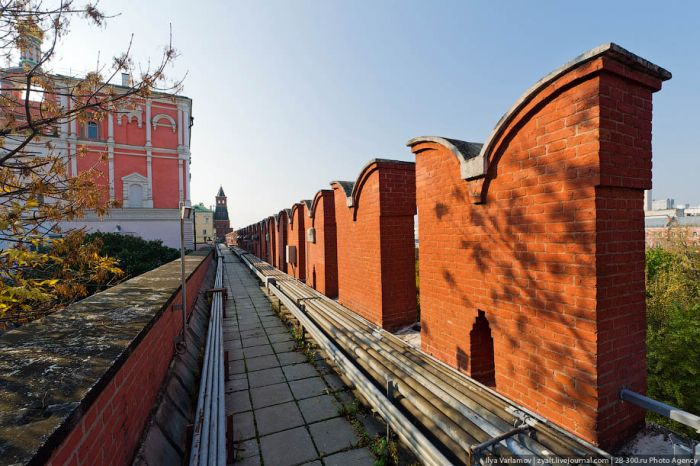 Ilya Varlamov | zyalt.livejournal.com | 28-300.ru Photo Agency